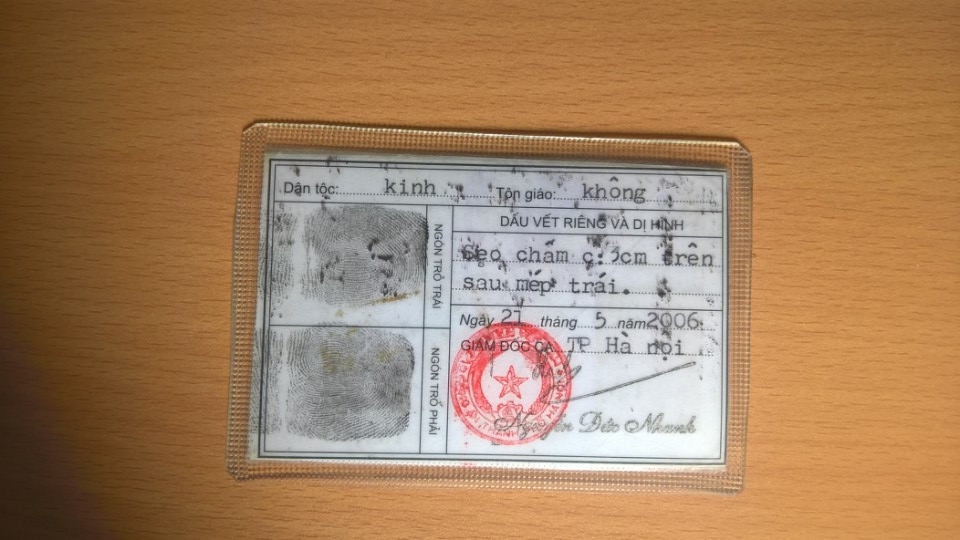 Dân tộc: kinh Tôn giáo: không
NGÓN TRỎ TRÁI
DẤU VẾT RIÊNG VÀ DỊ HÌNH
Sẹo chấm c. cm trên
sau mép trái.
Ngày 21 tháng 5 năm 2006
GIÁM ĐỐC CA TP Hà nội
NGÓN TRỎ PHẢI
Nguyễn Đức Nhanh